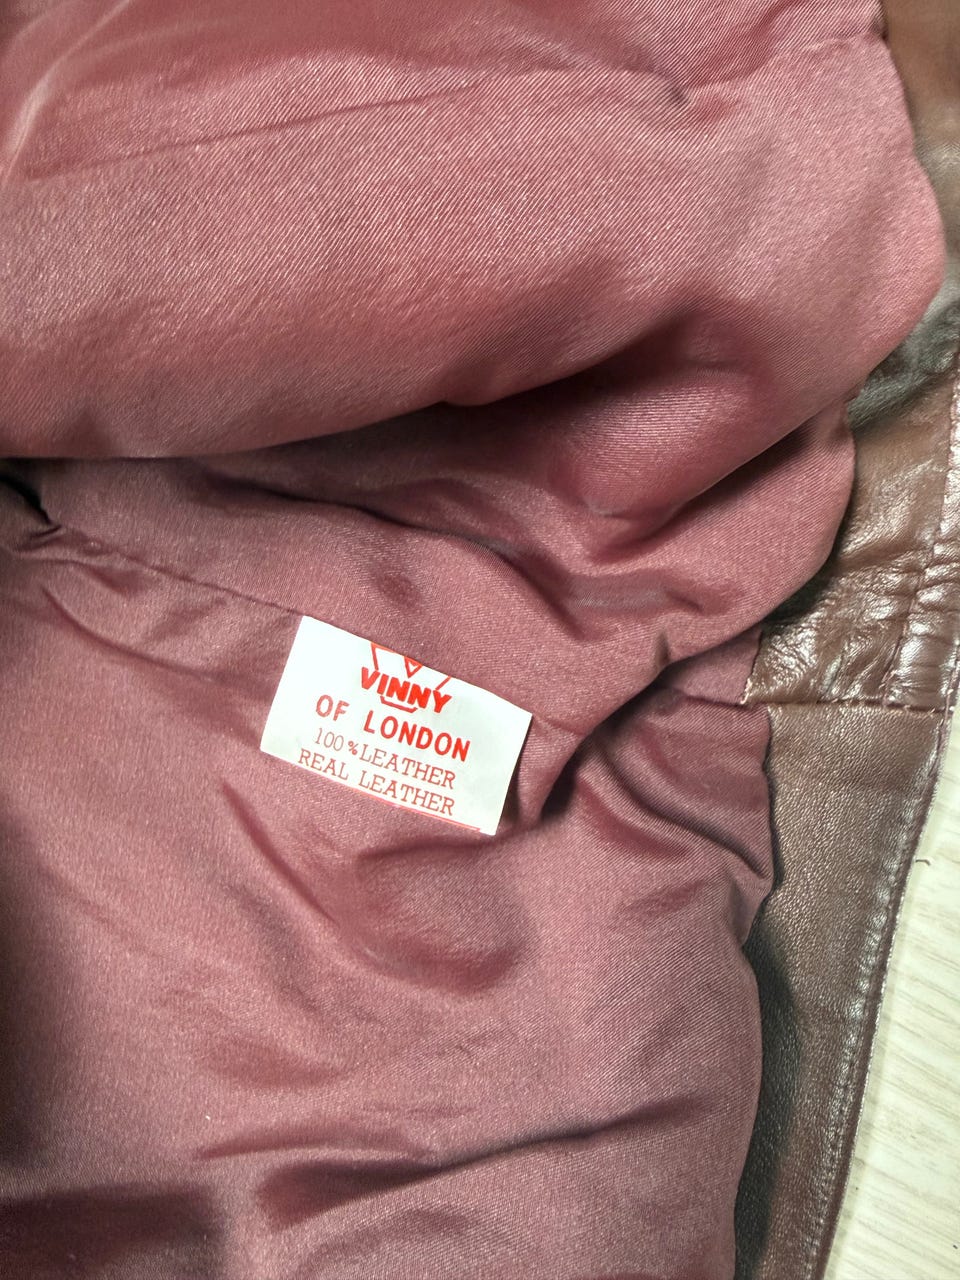 VINNY
OF LONDON
100% LEATHER
REAL LEATHER